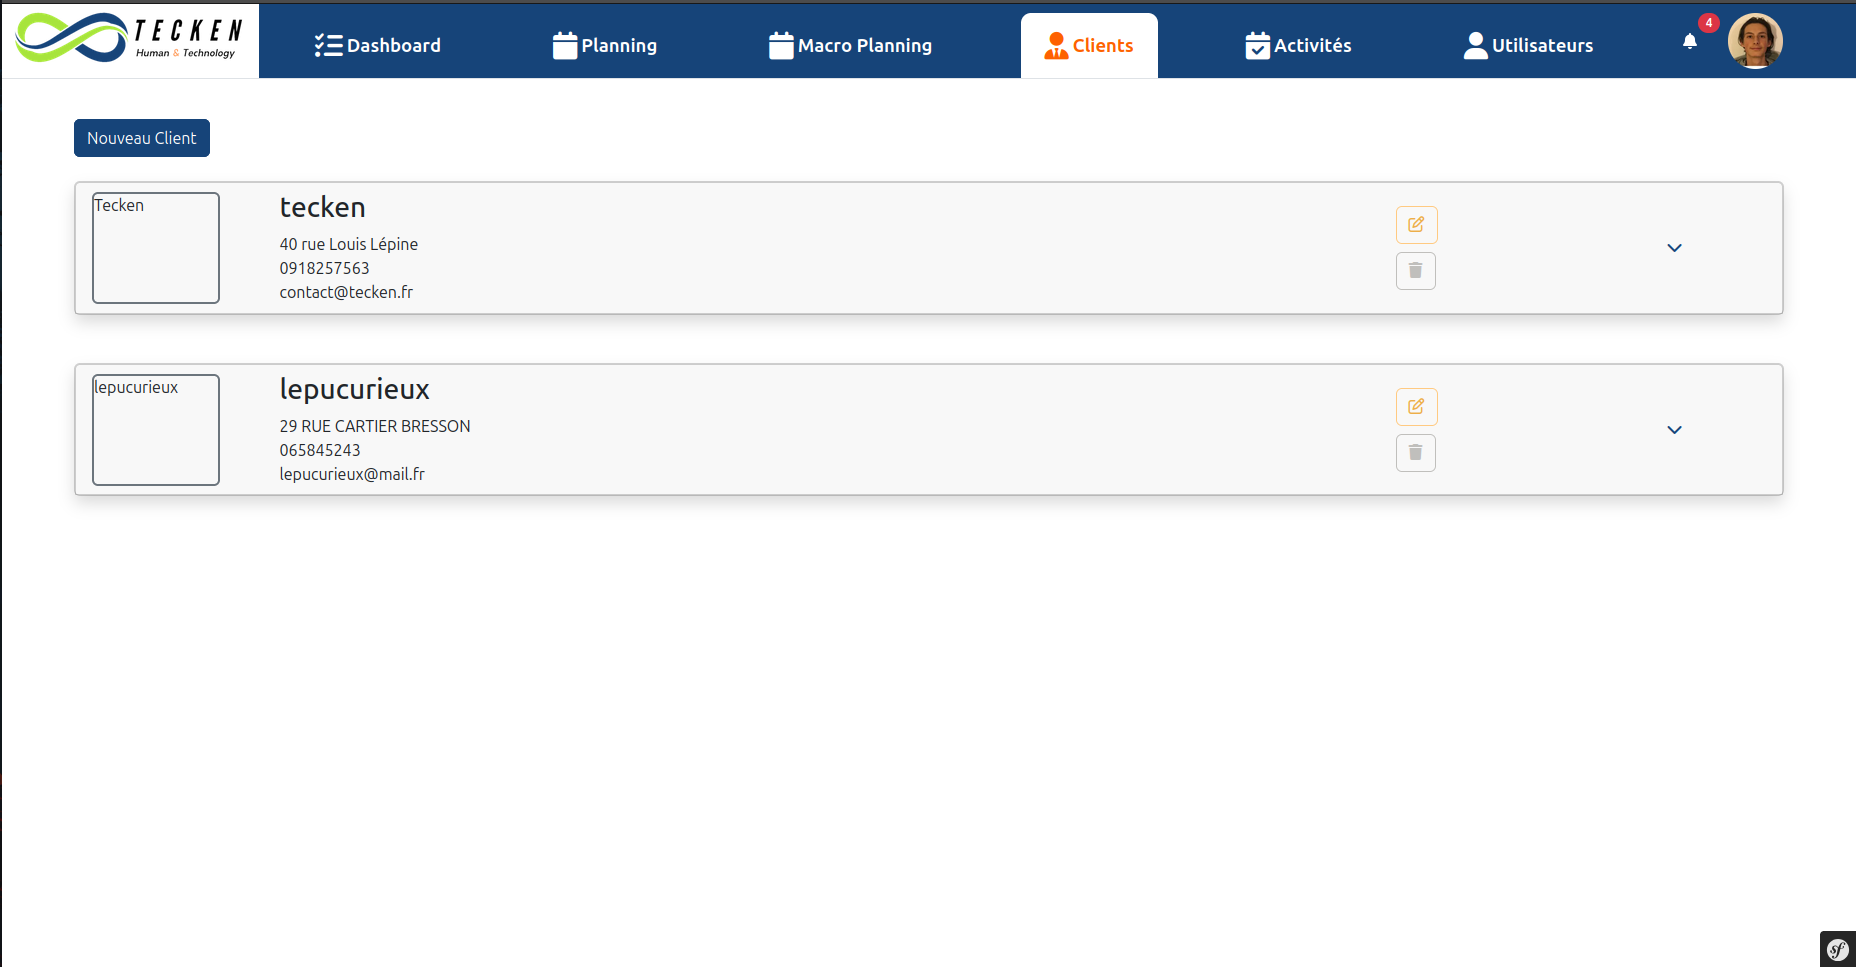 TECKEN
Human & Technology
Dashboard
Planning
Macro Planning
Clients
Activités
Utilisateurs
4
Nouveau Client
Tecken
tecken
40 rue Louis Lépine
0918257563
contact@tecken.fr
lepucurieux
lepucurieux
29 RUE CARTIER BRESSON
065845243
lepucurieux@mail.fr
sf